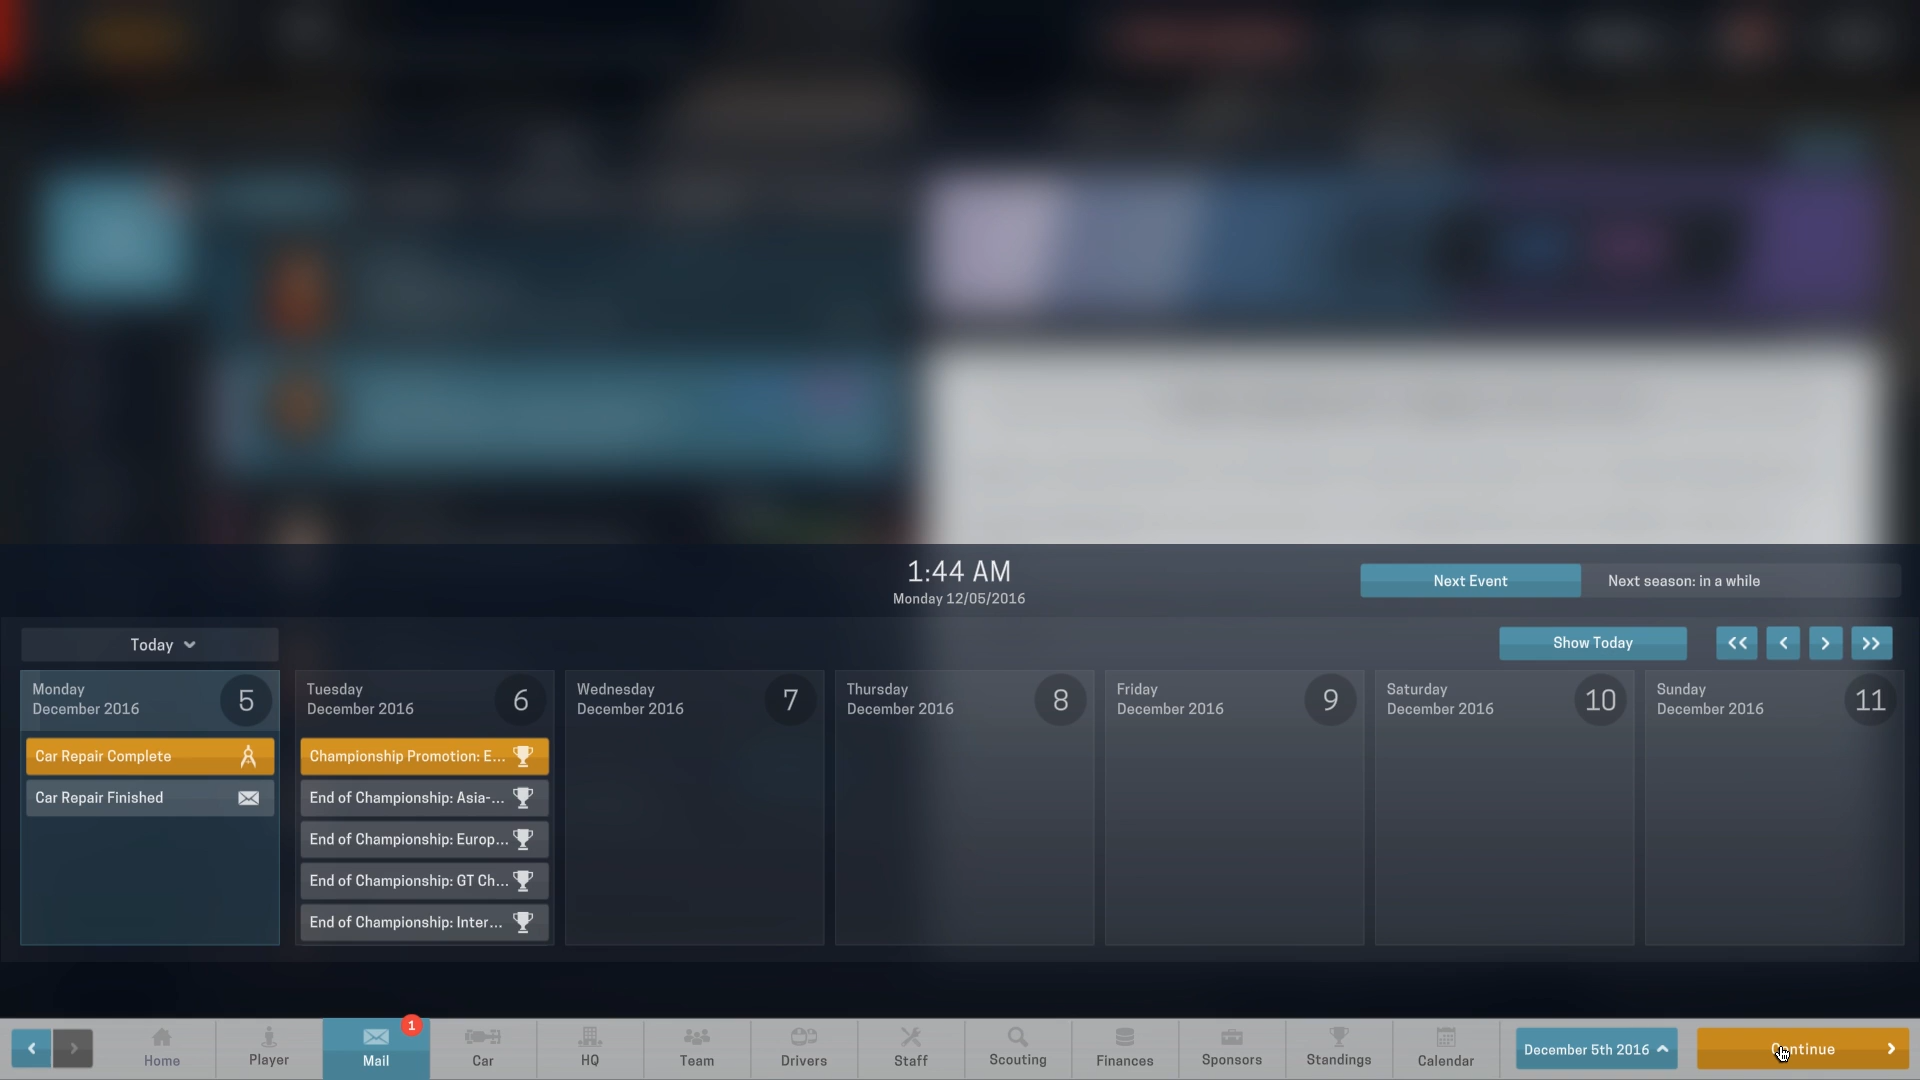 1:44 AM
Monday 12/05/2016
Next Event
Next season: in a while
Today
Show Today
Monday
December 2016
5
Tuesday
December 2016
6
Wednesday
December 2016
7
Thursday
December 2016
8
Friday
December 2016
9
Saturday
December 2016
10
Sunday
December 2016
11
Car Repair Complete
Car Repair Finished
Championship Promotion: E...
End of Championship: Asia-...
End of Championship: Europ...
End of Championship: GT Ch...
End of Championship: Inter...
Home
Player
Mail
1
Car
HQ
Team
Drivers
Staff
Scouting
Finances
Sponsors
Standings
Calendar
December 5th 2016
Continue